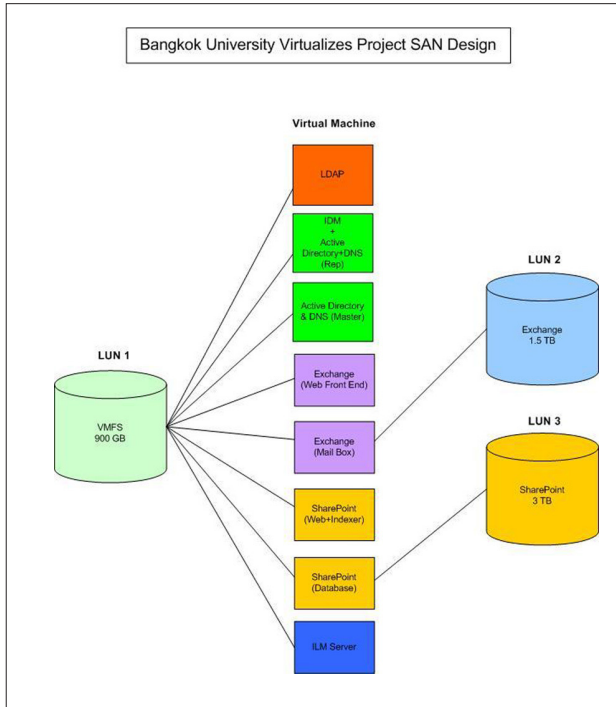 Bangkok University Virtualizes Project SAN Design
Virtual Machine
LDAP
IDM
+
Active
Directory+DNS
(Rep)
Active Directory
& DNS (Master)
Exchange
(Web Front End)
Exchange
(Mail Box)
SharePoint
(Web+Indexer)
SharePoint
(Database)
ILM Server
LUN 1
VMFS
900 GB
LUN 2
Exchange
1.5 TB
LUN 3
SharePoint
3 TB